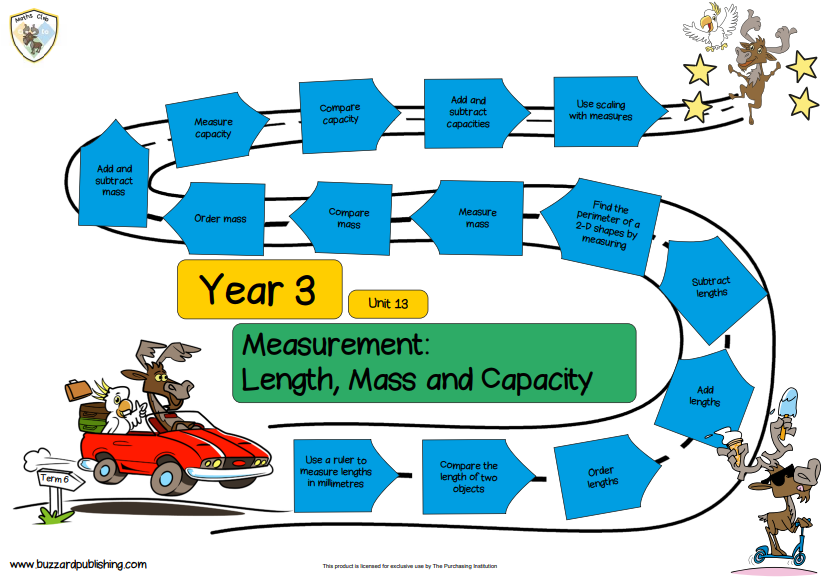 Maths Club
Use scaling
with measures
Add and
subtract
capacities
Compare
capacity
Measure
capacity
Add and
subtract
mass
Order mass
Compare
mass
Measure
mass
Find the
perimeter of a
2-D shapes by
measuring
Subtract
lengths
Year 3
Unit 13
Measurement:
Length, Mass and Capacity
Add
lengths
Order
lengths
Compare the
length of two
objects
Use a ruler to
measure lengths
in millimetres
Term 6
www.buzzardpublishing.com
This product is licensed for exclusive use by The Purchasing Institution